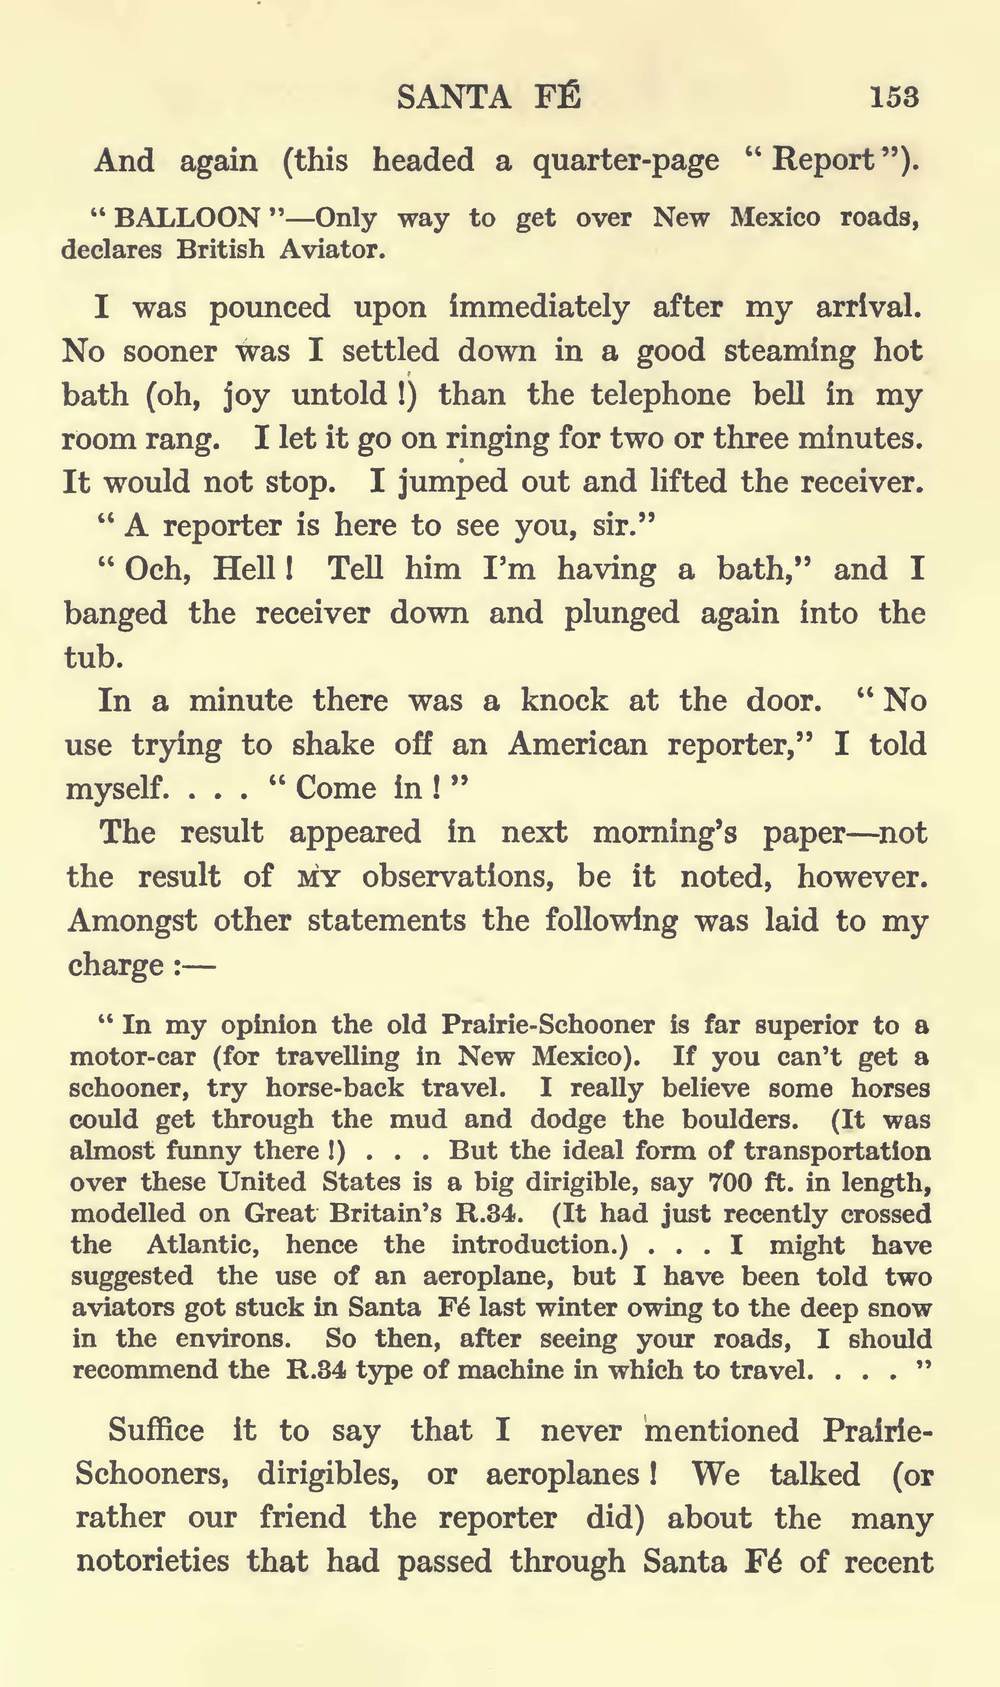 SANTA FÉ 153
And again (this headed a quarter-page “ Report”).
“ BALLOON ”—Only way to get over New Mexico roads,
declares British Aviator.
I was pounced upon immediately after my arrival.
No sooner was I settled down in a good steaming hot
bath (oh, joy untold !) than the telephone bell in my
room rang. I let it go on ringing for two or three minutes.
It would not stop. I jumped out and lifted the receiver.
“ A reporter is here to see you, sir.”
“ Och, Hell ! Tell him I’m having a bath,” and I
banged the receiver down and plunged again into the
tub.
In a minute there was a knock at the door. “ No
use trying to shake off an American reporter,” I told
myself. . . . “ Come in ! ”
The result appeared in next morning’s paper—not
the result of MY observations, be it noted, however.
Amongst other statements the following was laid to my
charge :—
“ In my opinion the old Prairie-Schooner is far superior to a
motor-car (for travelling in New Mexico). If you can’t get a
schooner, try horse-back travel. I really believe some horses
could get through the mud and dodge the boulders. (It was
almost funny there !) . . . But the ideal form of transportation
over these United States is a big dirigible, say 700 ft. in length,
modelled on Great Britain’s R.34. (It had just recently crossed
the Atlantic, hence the introduction.) . . . I might have
suggested the use of an aeroplane, but I have been told two
aviators got stuck in Santa Fé last winter owing to the deep snow
in the environs. So then, after seeing your roads, I should
recommend the R.34 type of machine in which to travel. . . . ”
Suffice it to say that I never mentioned Prairie-
Schooners, dirigibles, or aeroplanes ! We talked (or
rather our friend the reporter did) about the many
notorieties that had passed through Santa Fé of recent